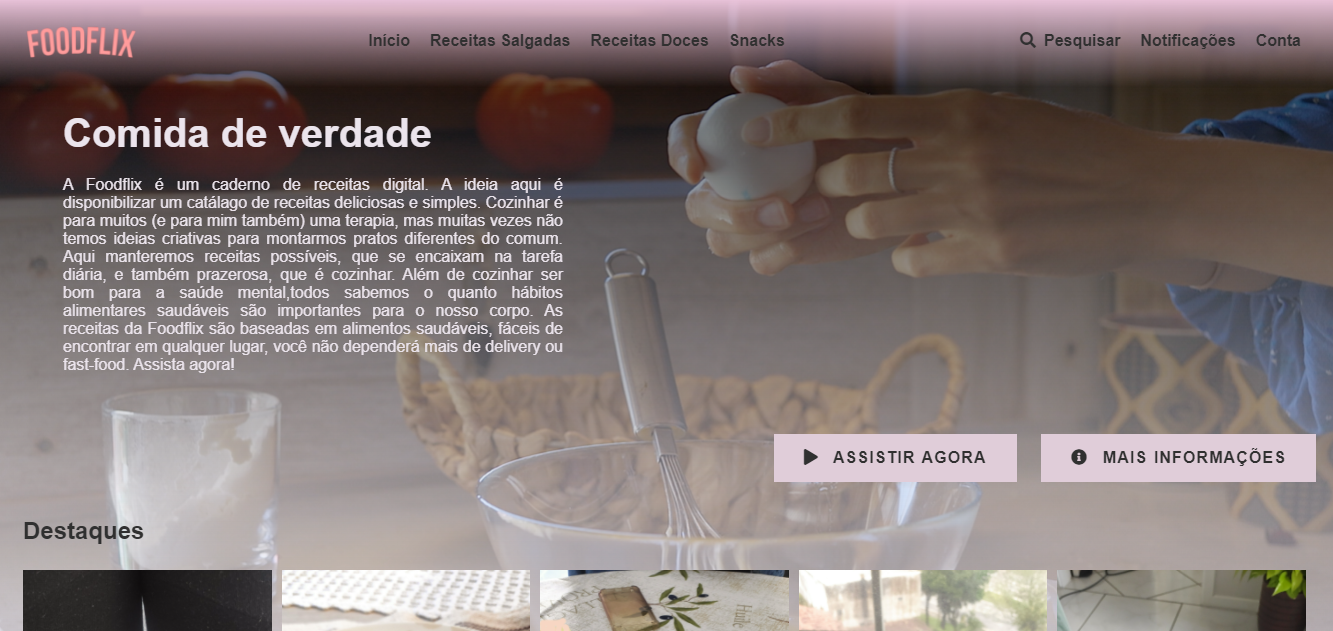 FOODFLIX
Início Receitas Salgadas Receitas Doces Snacks
Pesquisar Notificações Conta
Comida de verdade
A Foodflix é um caderno de receitas digital. A ideia aqui é
disponibilizar um catálago de receitas deliciosas e simples. Cozinhar é
para muitos (e para mim também) uma terapia, mas muitas vezes não
temos ideias criativas para montarmos pratos diferentes do comum.
Aqui manteremos receitas possíveis, que se encaixam na tarefa
diária, e também prazerosa, que é cozinhar. Além de cozinhar ser
bom para a saúde mental,todos sabemos o quanto hábitos
alimentares saudáveis são importantes para o nosso corpo. As
receitas da Foodflix são baseadas em alimentos saudáveis, fáceis de
encontrar em qualquer lugar, você não dependerá mais de delivery ou
fast-food. Assista agora!
ASSISTIR AGORA
MAIS INFORMAÇÕES
Destaques